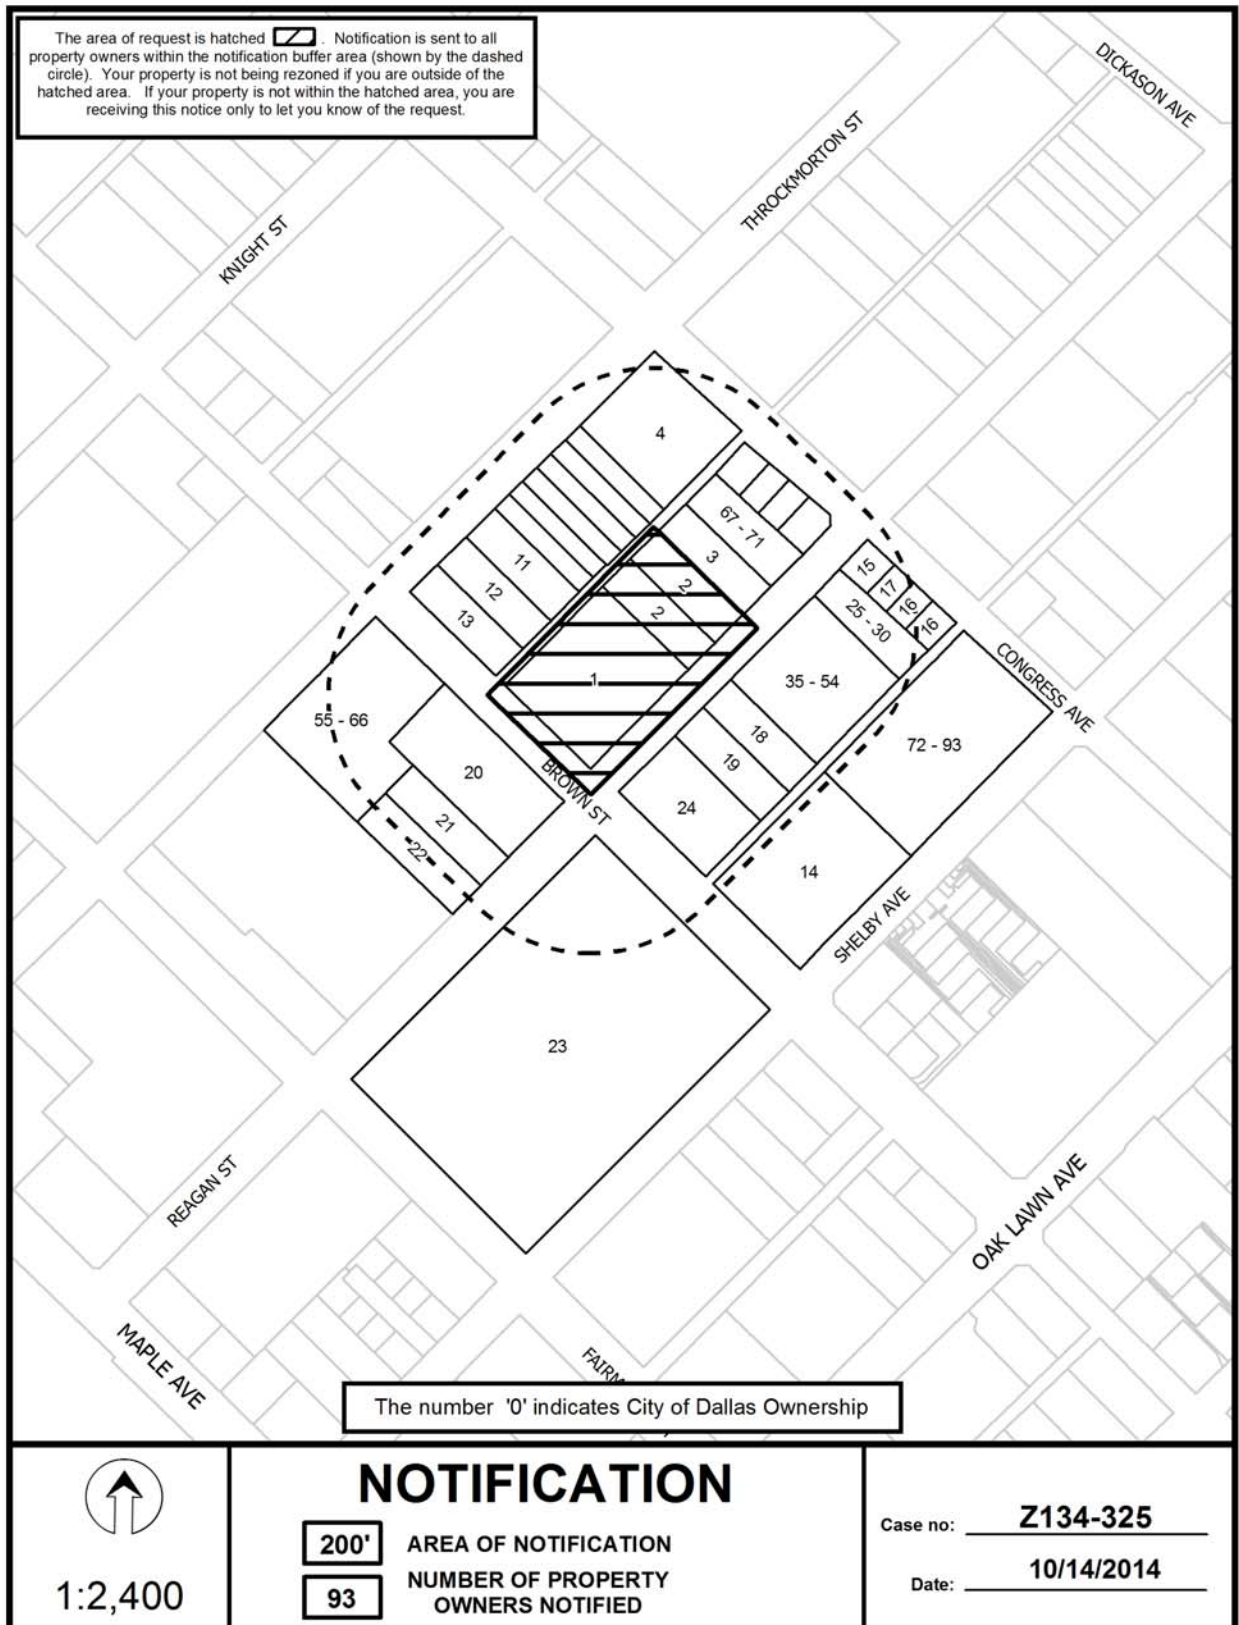 The area of request is hatched . Notification is sent to all
property owners within the notification buffer area (shown by the dashed
circle). Your property is not being rezoned if you are outside of the
hatched area. If your property is not within the hatched area, you are
receiving this notice only to let you know of the request.
DICKASON AVE
THROCKMORTON ST
KNIGHT ST
4
67 - 71
3
11
2
15
12
17
2
16
25 - 30
13
16
1
35 - 54
CONGRESS AVE
55 - 66
18
72 - 93
19
20
BROWN ST
24
21
22
14
SHELBY AVE
23
REAGAN ST
OAK LAWN AVE
MAPLE AVE
FAIRM
The number '0' indicates City of Dallas Ownership
1:2,400
NOTIFICATION
200' AREA OF NOTIFICATION
93 NUMBER OF PROPERTY
OWNERS NOTIFIED
Case no: Z134-325
Date: 10/14/2014